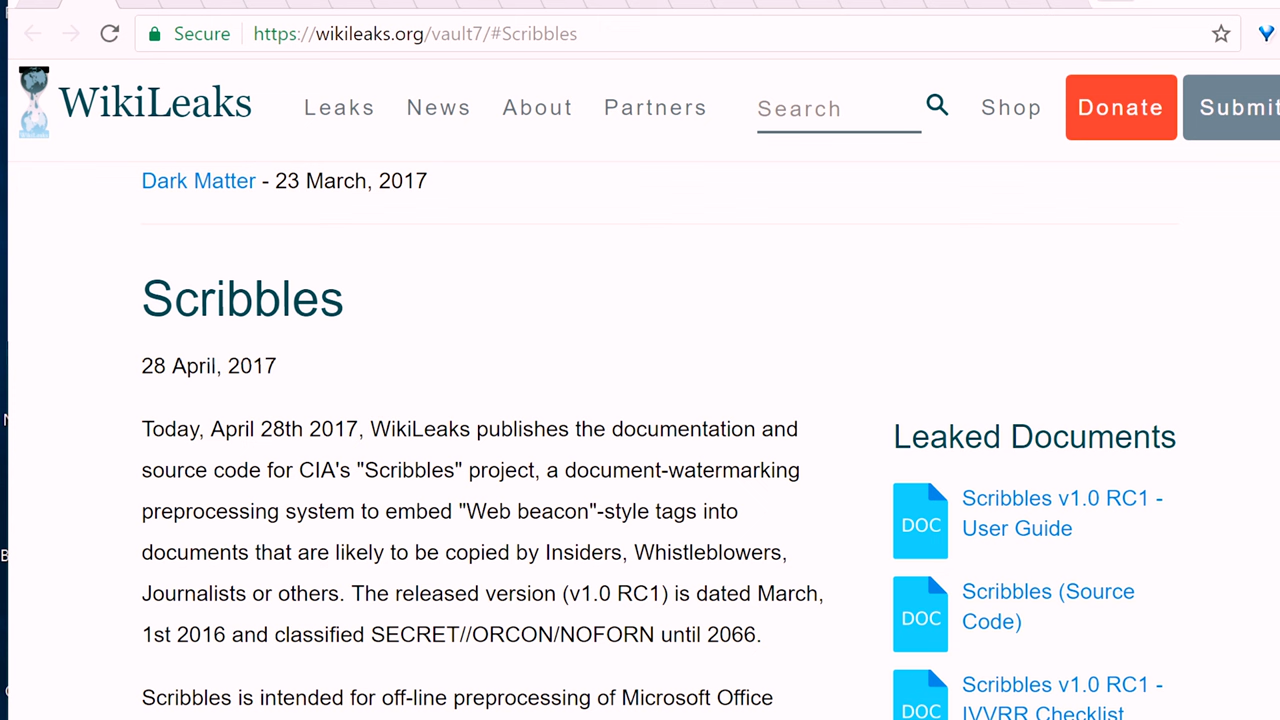 Secure https://wikileaks.org/vault7/#Scribbles
WikiLeaks Leaks News About Partners Search Shop Donate Submit
Dark Matter - 23 March, 2017
Scribbles
28 April, 2017
Today, April 28th 2017, WikiLeaks publishes the documentation and
source code for CIA's "Scribbles" project, a document-watermarking
preprocessing system to embed "Web beacon"-style tags into
documents that are likely to be copied by Insiders, Whistleblowers,
Journalists or others. The released version (v1.0 RC1) is dated March,
1st 2016 and classified SECRET//ORCON/NOFORN until 2066.
Scribbles is intended for off-line preprocessing of Microsoft Office
Leaked Documents
DOC
Scribbles v1.0 RC1 -
User Guide
DOC
Scribbles (Source
Code)
DOC
Scribbles v1.0 RC1 -
IVVRR Checklist